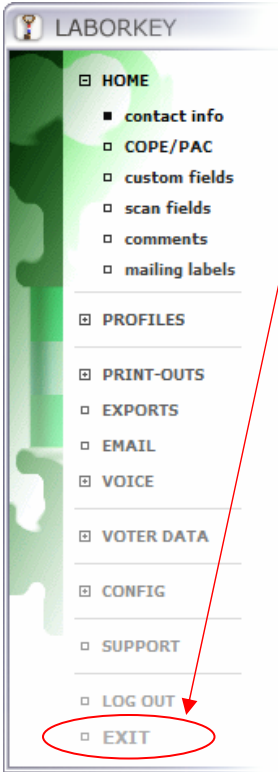 LABORKEY
HOME
contact info
COPE/PAC
custom fields
scan fields
comments
mailing labels
PROFILES
PRINT-OUTS
EXPORTS
EMAIL
VOICE
VOTER DATA
CONFIG
SUPPORT
LOG OUT
EXIT